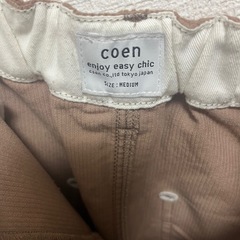 coen
enjoy easy chic
coen co.,ltd tokyo japan
SIZE : MEDIUM